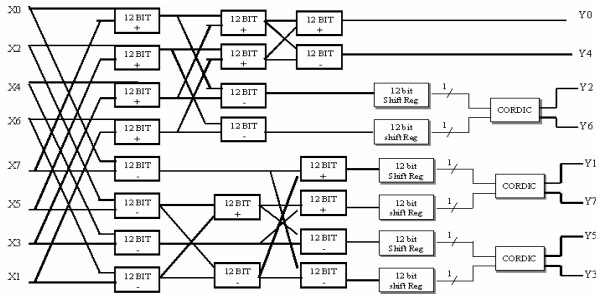 X0
12 BIT
+
12 BIT
+
12 BIT
+
Y0
X2
12 BIT
+
12 BIT
+
12 BIT
-
Y4
X4
12 BIT
+
12 BIT
-
12 bit
Shift Reg
1
Y2
CORDIC
X6
12 BIT
+
12 BIT
-
12 bit
shift Reg
1
Y6
X7
12 BIT
-
12 BIT
+
12 bit
Shift Reg
1
Y1
CORDIC
X5
12 BIT
-
12 BIT
+
12 BIT
+
12 bit
shift Reg
1
Y7
X3
12 BIT
-
12 BIT
-
12 bit
Shift Reg
1
Y5
CORDIC
X1
12 BIT
-
12 BIT
-
12 BIT
-
12 bit
shift Reg
1
Y3